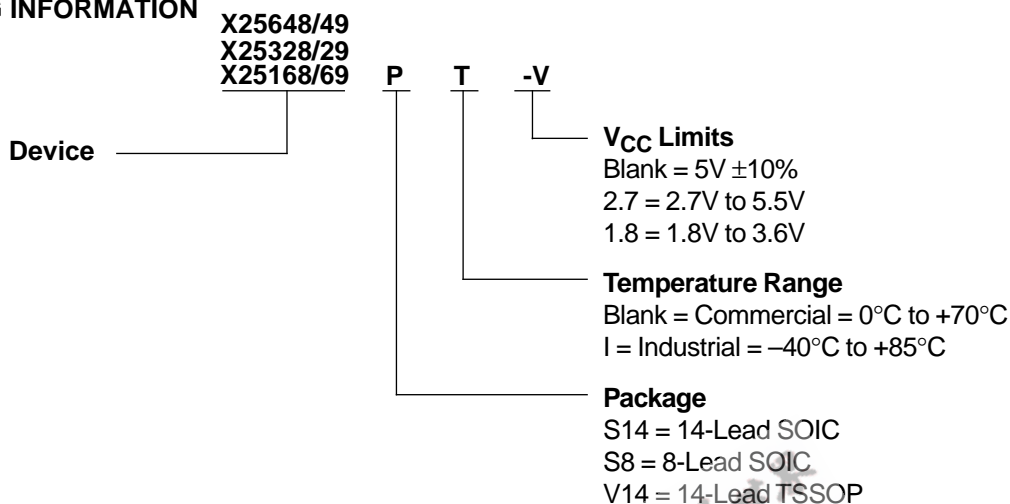 INFORMATION
X25648/49
X25328/29
X25168/69 P T -V
Device
VCC Limits
Blank = 5V ±10%
2.7 = 2.7V to 5.5V
1.8 = 1.8V to 3.6V
Temperature Range
Blank = Commercial = 0°C to +70°C
I = Industrial = –40°C to +85°C
Package
S14 = 14-Lead SOIC
S8 = 8-Lead SOIC
V14 = 14-Lead TSSOP